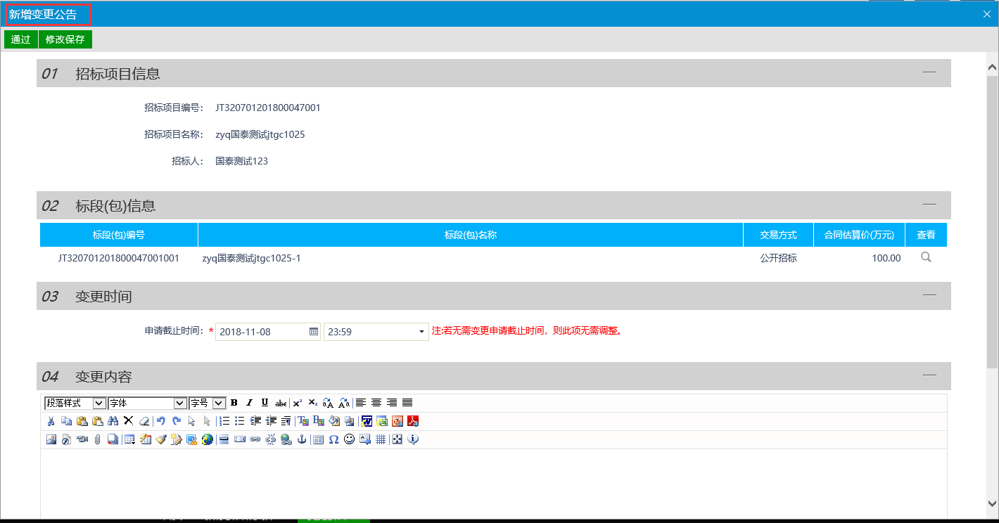 新增变更公告
通过 修改保存
01 招标项目信息
招标项目编号： JT320701201800047001
招标项目名称： zyq国泰测试jtgc1025
招标人： 国泰测试123
02 标段(包)信息
标段(包)编号 标段(包)名称 交易方式 合同估算价(万元) 查看
JT320701201800047001001 zyq国泰测试jtgc1025-1 公开招标 100.00
03 变更时间
申请截止时间： * 2018-11-08 23:59 注:若无需变更申请截止时间，则此项无需调整。
04 变更内容
段落样式 字体 字号 B I U abc